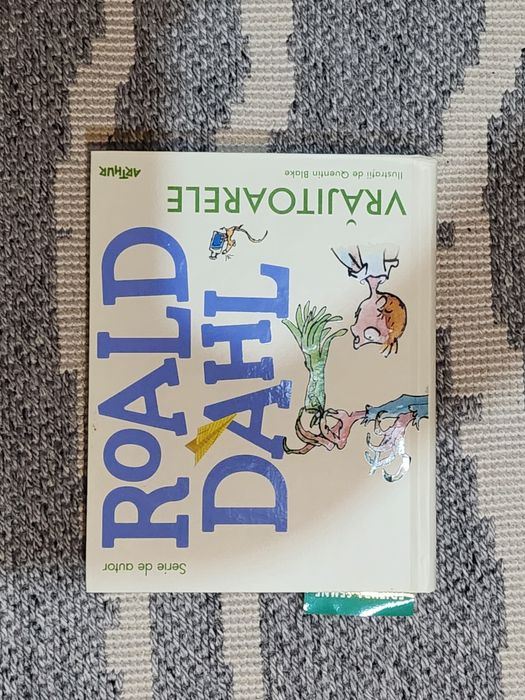 Serie de autor
ROALD
DAHL
VRĂJITOARELE
Ilustrații de Quentin Blake
ARTHUR